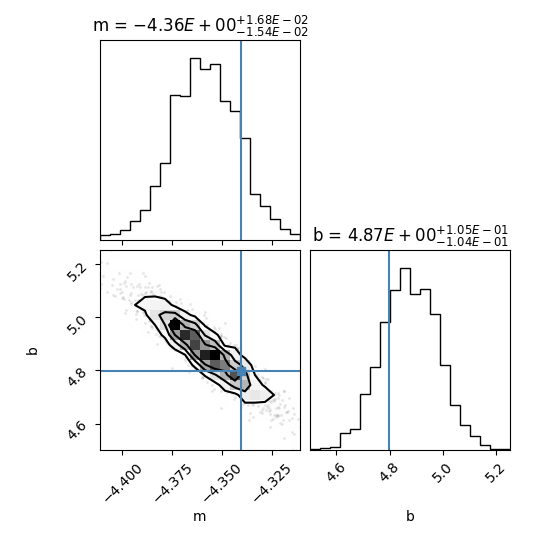 m = −4.36E + 00+1.68E − 02 −1.54E − 02
b = 4.87E + 00+1.05E − 01 −1.04E − 01
5.2
5.0
4.8
4.6
b
−4.400 −4.375 −4.350 −4.325
m
4.6 4.8 5.0 5.2
b